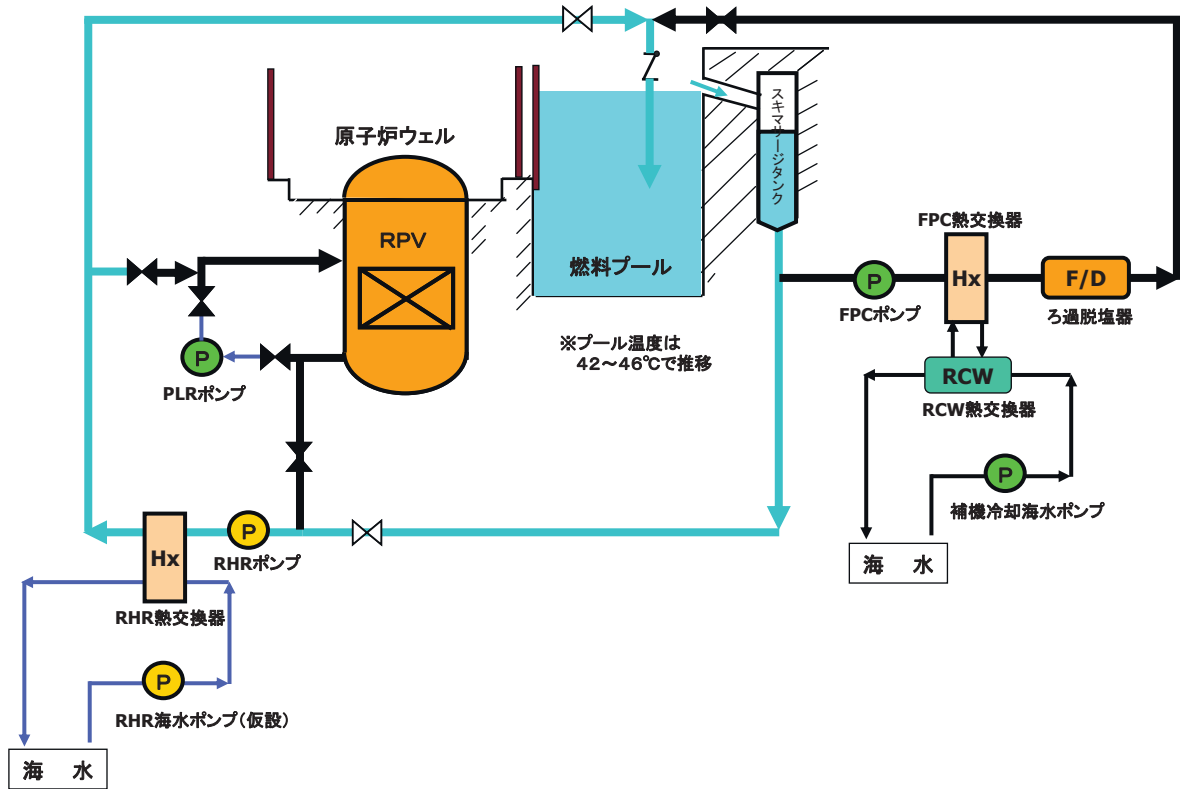 スキマサージタンク
原子炉ウェル
FPC熱交換器
RPV
燃料プール
P
Hx
F/D
FPCポンプ
ろ過脱塩器
※プール温度は
42～46℃で推移
P
PLRポンプ
RCW
RCW熱交換器
P
補機冷却海水ポンプ
P
Hx
RHRポンプ
海 水
RHR熱交換器
P
RHR海水ポンプ(仮設)
海 水